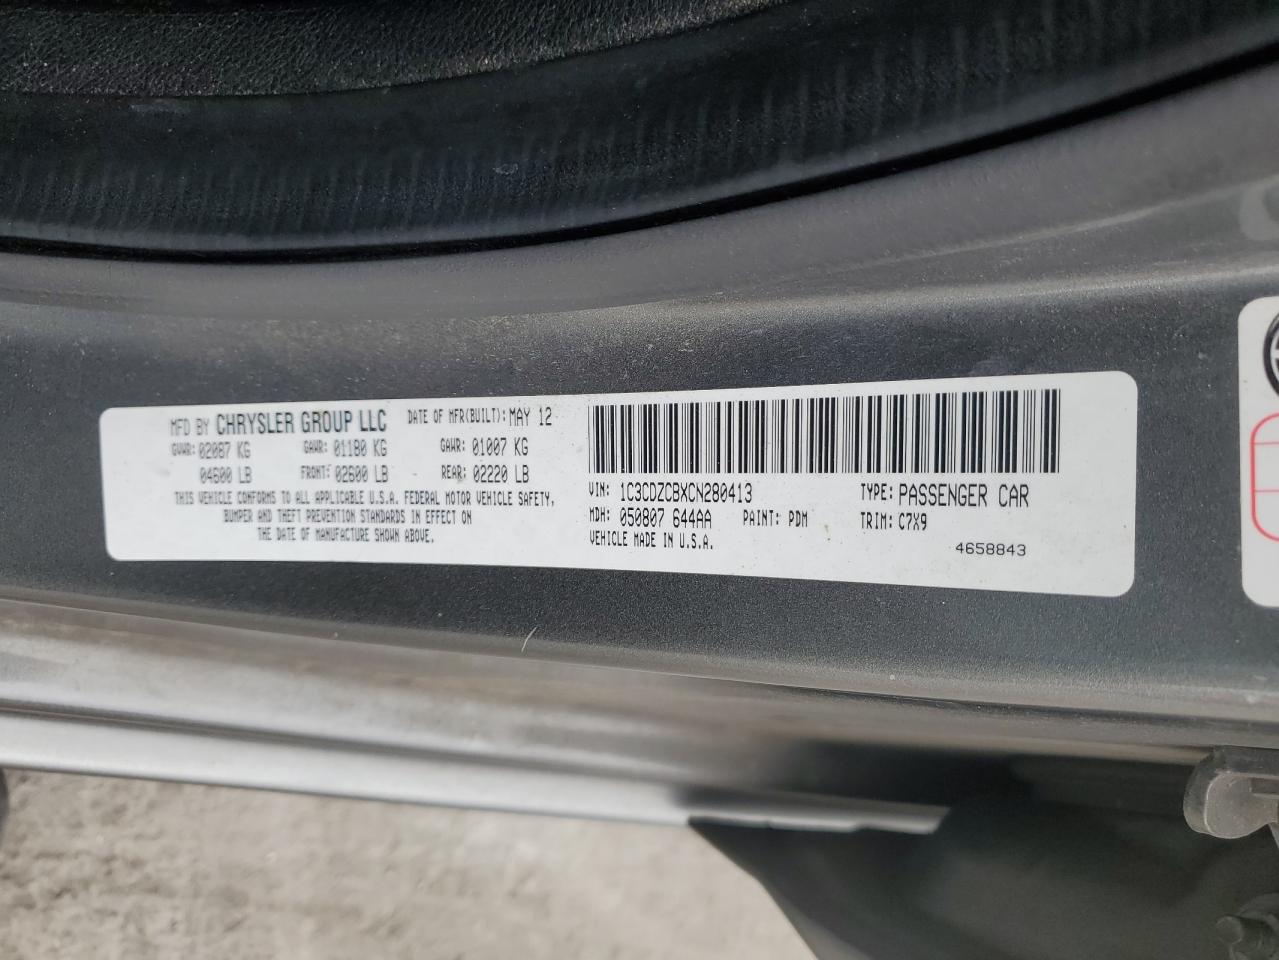 MFD BY CHRYSLER GROUP LLC DATE OF MFR(BUILT): MAY 12
GVWR: 02087 KG GAWR: 01180 KG GAWR: 01007 KG
04600 LB FRONT: 02600 LB REAR: 02220 LB
THIS VEHICLE CONFORMS TO ALL APPLICABLE U.S.A. FEDERAL MOTOR VEHICLE SAFETY,
BUMPER AND THEFT PREVENTION STANDARDS IN EFFECT ON
THE DATE OF MANUFACTURE SHOWN ABOVE.
VIN: 1C3CDZCBXCN280413 TYPE: PASSENGER CAR
MDH: 050807 644AA PAINT: PDM TRIM: C7X9
VEHICLE MADE IN U.S.A.
4658843